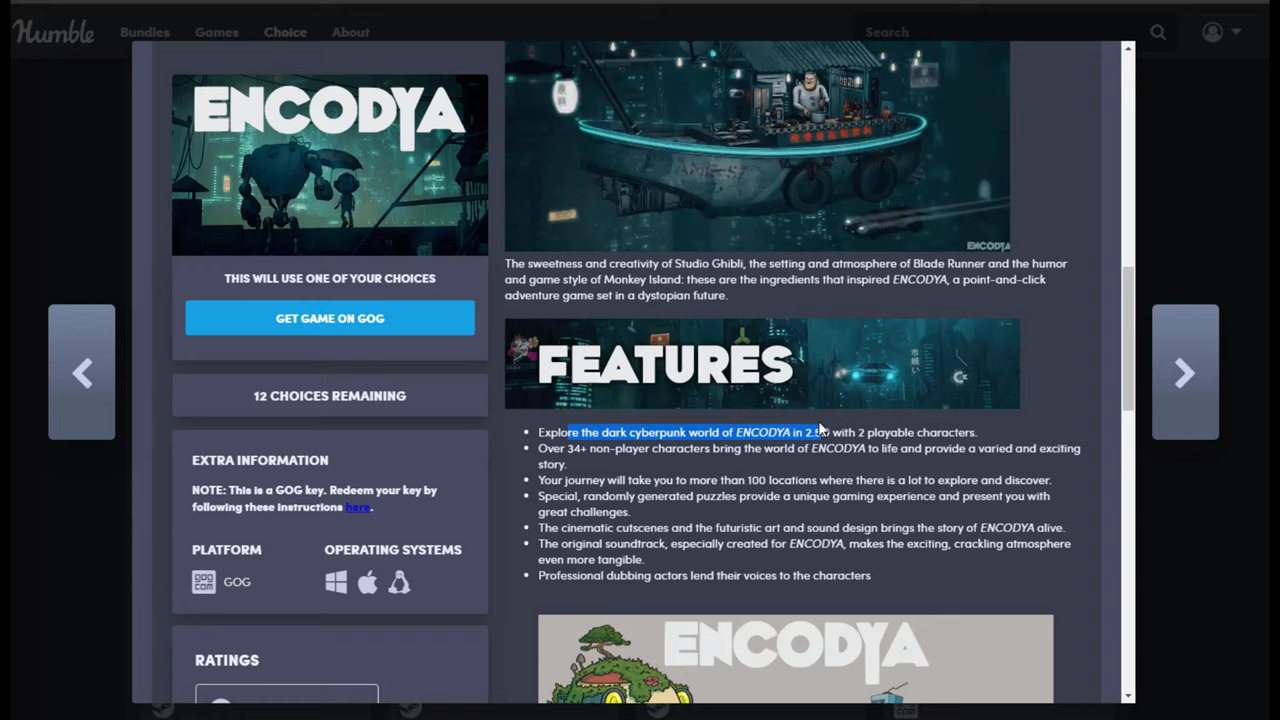 Humble
Bundles
Games
Choice
About
Search
ENCODYA
THIS WILL USE ONE OF YOUR CHOICES
GET GAME ON GOG
12 CHOICES REMAINING
EXTRA INFORMATION
NOTE: This is a GOG key. Redeem your key by
following these instructions here.
PLATFORM
OPERATING SYSTEMS
GOG
RATINGS
ENCODYA
The sweetness and creativity of Studio Ghibli, the setting and atmosphere of Blade Runner and the humor
and game style of Monkey Island: these are the ingredients that inspired ENCODYA, a point-and-click
adventure game set in a dystopian future.
FEATURES
Explore the dark cyberpunk world of ENCODYA in 2.5D with 2 playable characters.
Over 34+ non-player characters bring the world of ENCODYA to life and provide a varied and exciting
story.
Your journey will take you to more than 100 locations where there is a lot to explore and discover.
Special, randomly generated puzzles provide a unique gaming experience and present you with
great challenges.
The cinematic cutscenes and the futuristic art and sound design brings the story of ENCODYA alive.
The original soundtrack, especially created for ENCODYA, makes the exciting, crackling atmosphere
even more tangible.
Professional dubbing actors lend their voices to the characters
ENCODYA